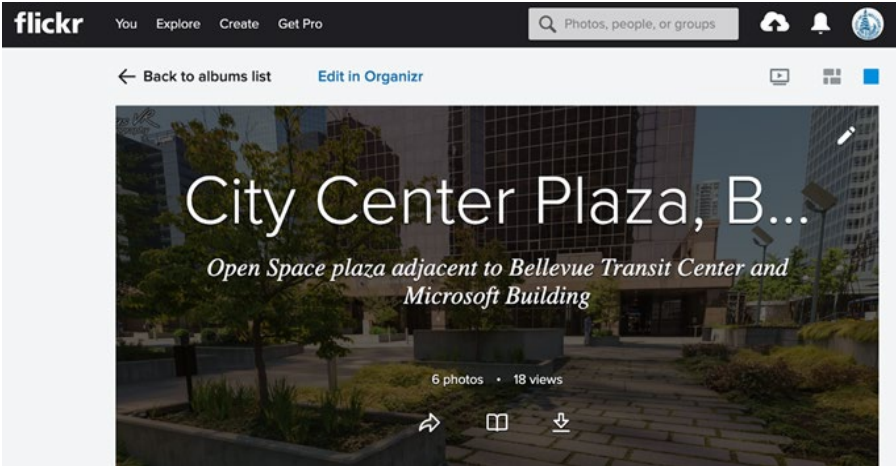 flickr
You Explore Create Get Pro
Photos, people, or groups
Back to albums list
Edit in Organizr
City Center Plaza, B...
Open Space plaza adjacent to Bellevue Transit Center and
Microsoft Building
6 photos • 18 views